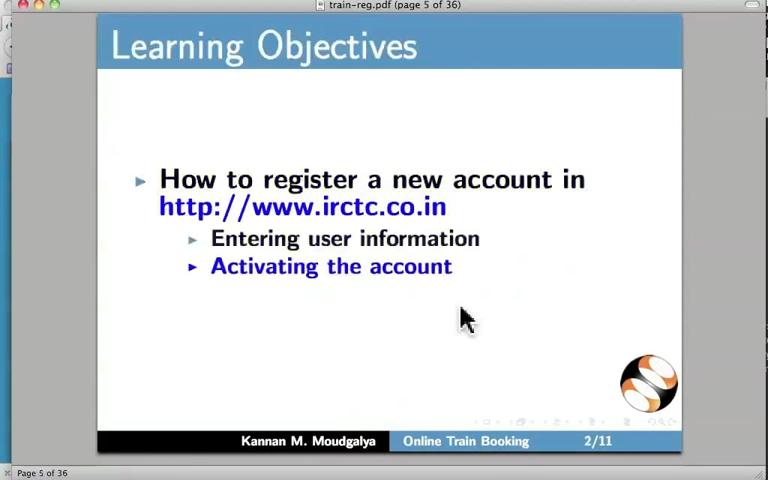 train-reg.pdf (page 5 of 36)
Learning Objectives
How to register a new account in
http://www.irctc.co.in
Entering user information
Activating the account
Kannan M. Moudgalya Online Train Booking 2/11
Page 5 of 36